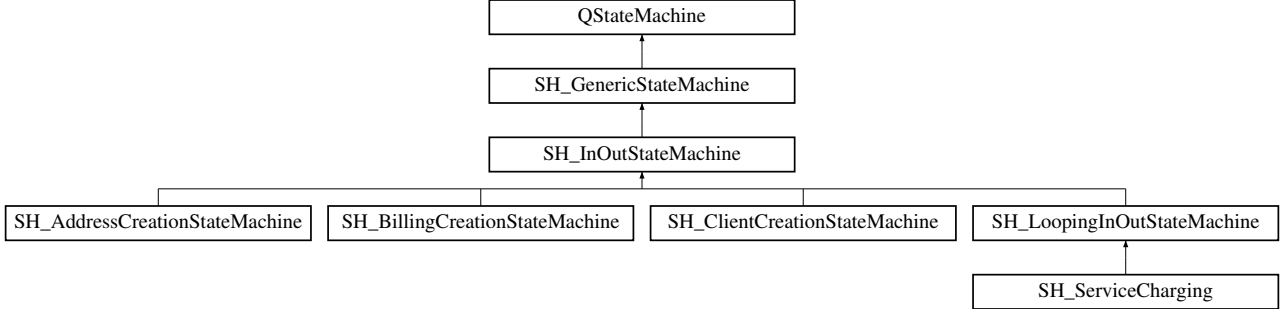 QStateMachine
SH_GenericStateMachine
SH_InOutStateMachine
SH_AddressCreationStateMachine SH_BillingCreationStateMachine SH_ClientCreationStateMachine SH_LoopingInOutStateMachine
SH_ServiceCharging